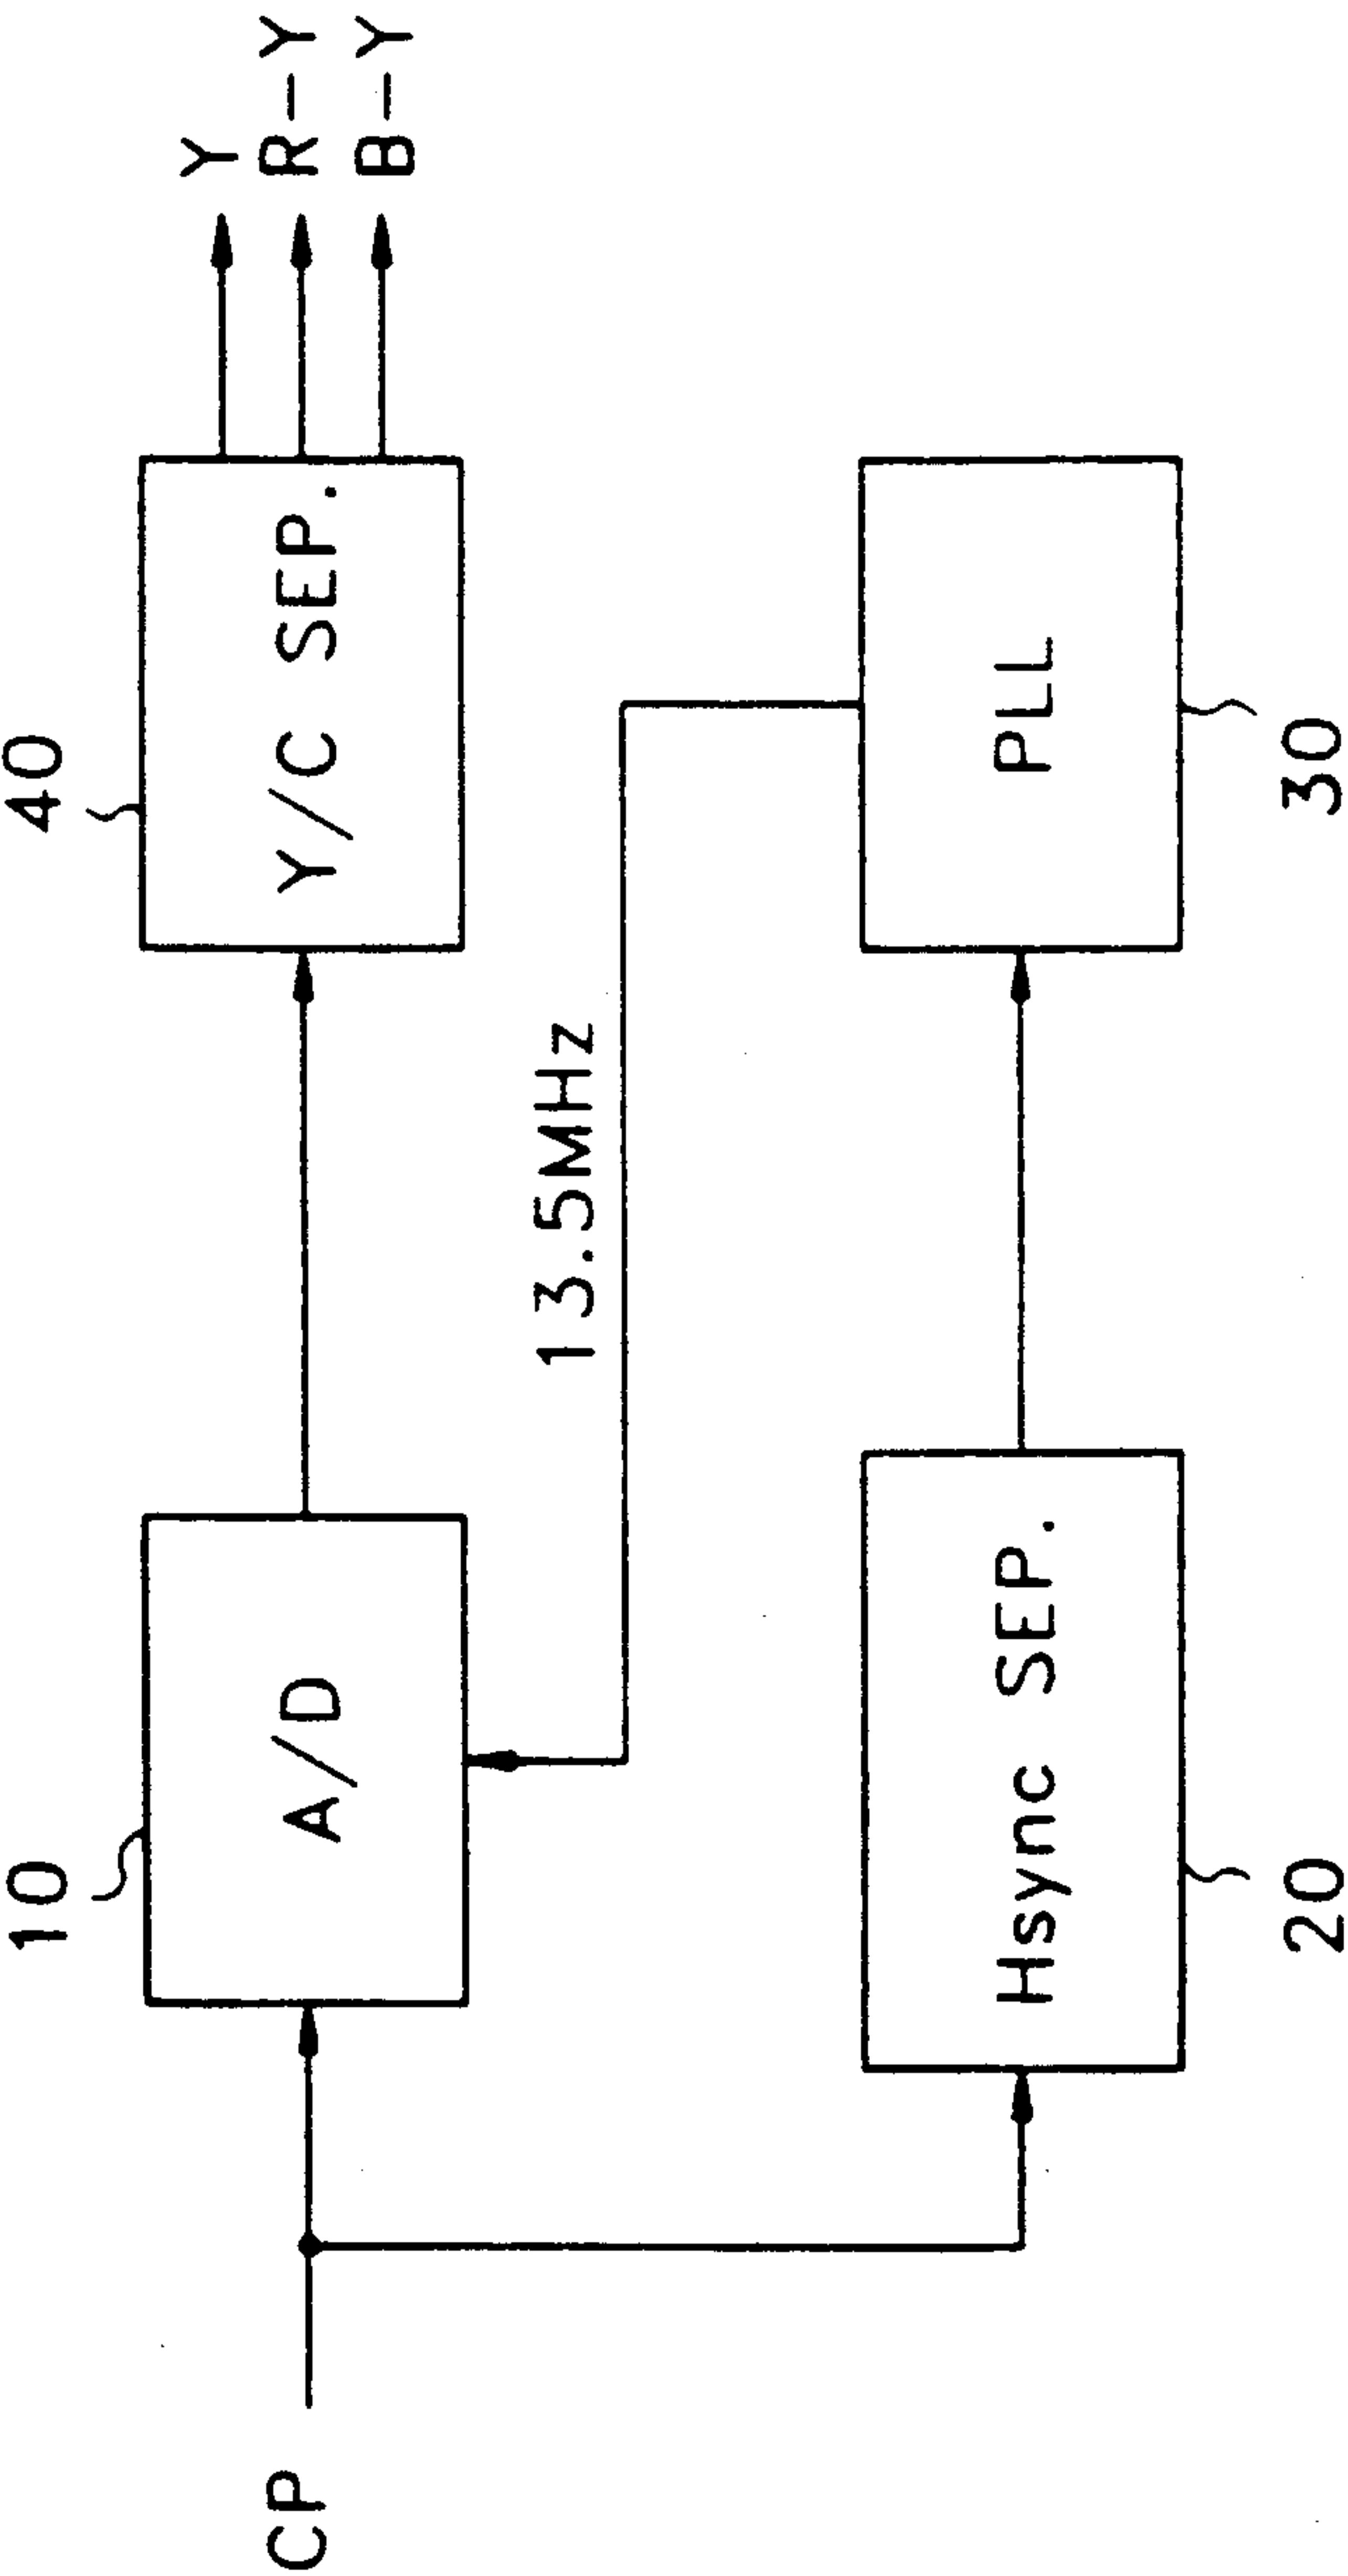 10
40
CP
A/D
Y/C SEP.
Y
R-Y
B-Y
13.5MHz
Hsync SEP.
PLL
20
30